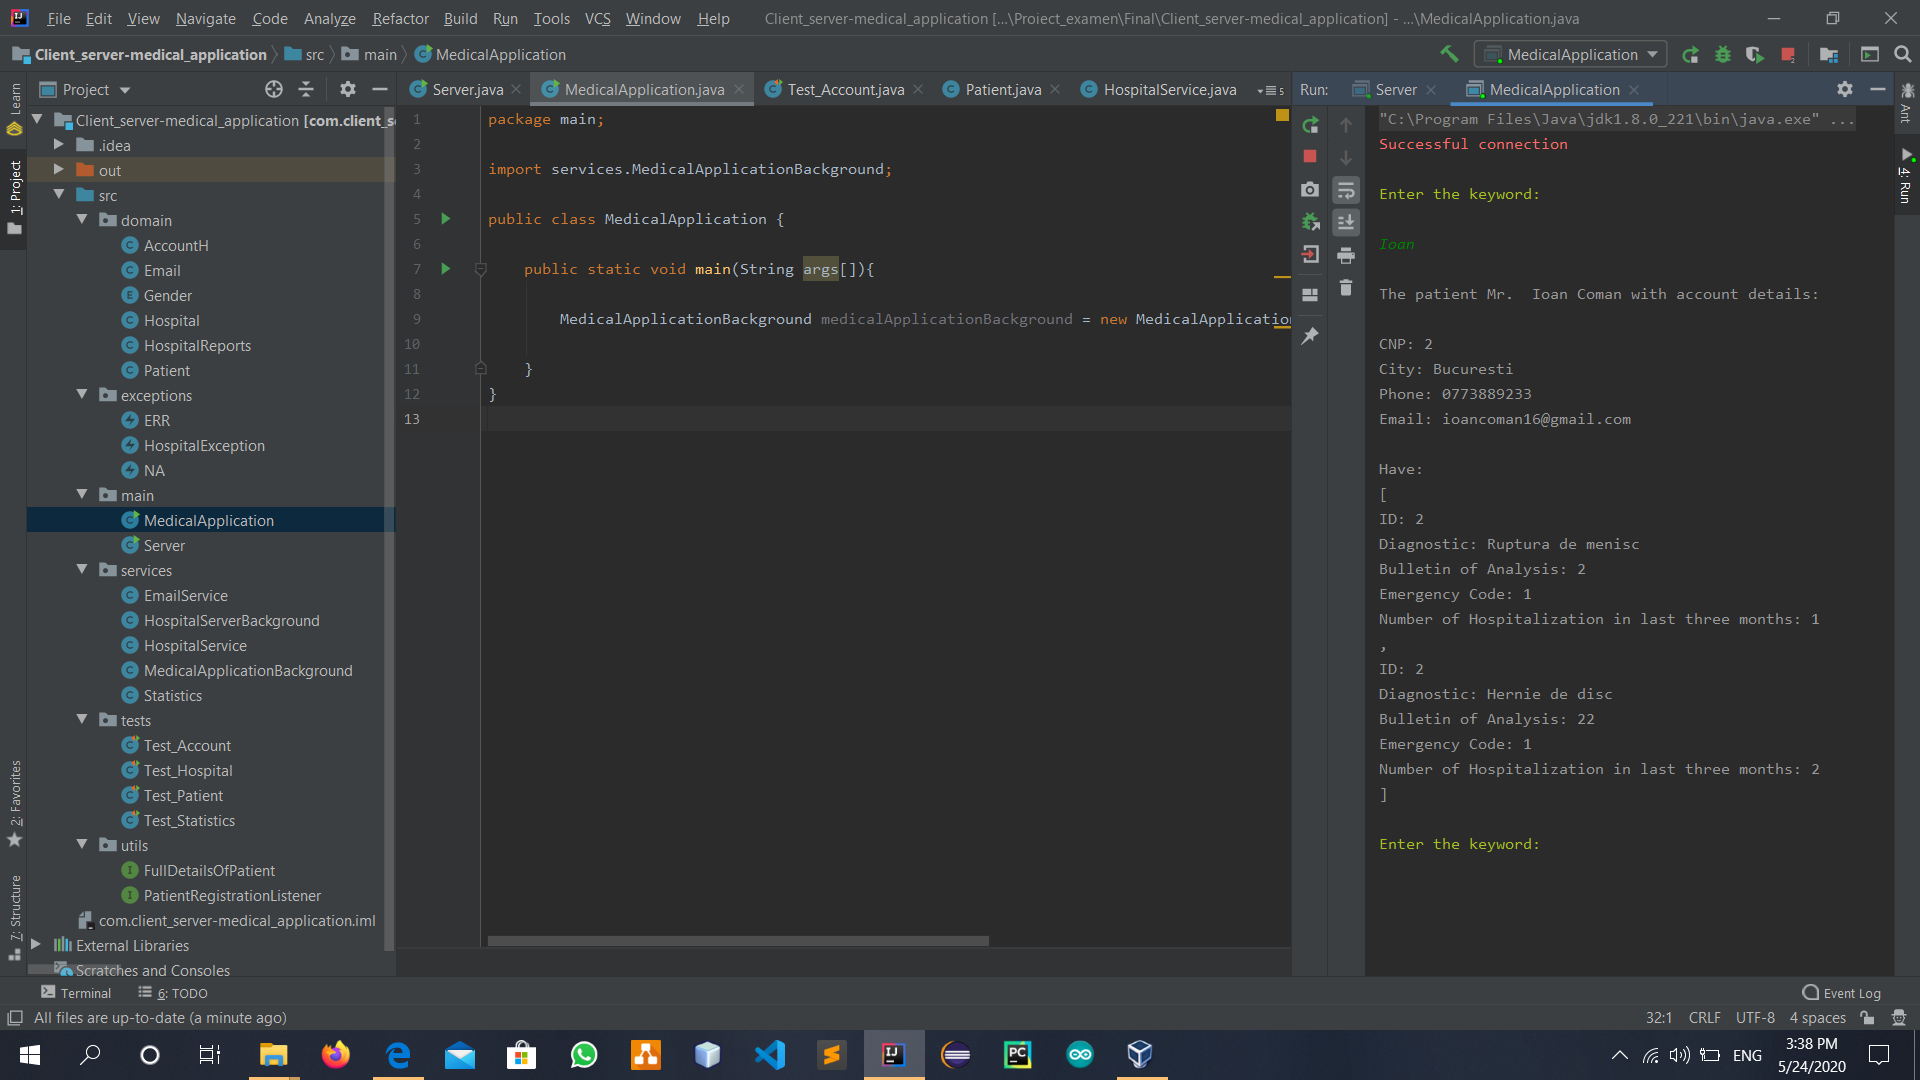 File Edit View Navigate Code Analyze Refactor Build Run Tools VCS Window Help Client_server-medical_application [...\Proiect_examen\Final\Client_server-medical_application] - ...\MedicalApplication.java
Client_server-medical_application src main MedicalApplication MedicalApplication
Learn
1: Project
2: Favorites
7: Structure
Project
Client_server-medical_application [com.client_s
.idea
out
src
domain
AccountH
Email
Gender
Hospital
HospitalReports
Patient
exceptions
ERR
HospitalException
NA
main
MedicalApplication
Server
services
EmailService
HospitalServerBackground
HospitalService
MedicalApplicationBackground
Statistics
tests
Test_Account
Test_Hospital
Test_Patient
Test_Statistics
utils
FullDetailsOfPatient
PatientRegistrationListener
com.client_server-medical_application.iml
External Libraries
Scratches and Consoles
Server.java MedicalApplication.java Test_Account.java Patient.java HospitalService.java 5
1 package main;
2
3 import services.MedicalApplicationBackground;
4
5 public class MedicalApplication {
6
7 public static void main(String args[]){
8
9 MedicalApplicationBackground medicalApplicationBackground = new MedicalApplication
10
11 }
12 }
13
Run: Server MedicalApplication
"C:\Program Files\Java\jdk1.8.0_221\bin\java.exe" ...
Successful connection
Enter the keyword:
Ioan
The patient Mr.  Ioan Coman with account details:
CNP: 2
City: Bucuresti
Phone: 0773889233
Email: ioancoman16@gmail.com
Have:
[
ID: 2
Diagnostic: Ruptura de menisc
Bulletin of Analysis: 2
Emergency Code: 1
Number of Hospitalization in last three months: 1
,
ID: 2
Diagnostic: Hernie de disc
Bulletin of Analysis: 22
Emergency Code: 1
Number of Hospitalization in last three months: 2
]
Enter the keyword:
Ant
4: Run
Terminal 6: TODO Event Log
All files are up-to-date (a minute ago) 32:1 CRLF UTF-8 4 spaces
ENG 3:38 PM
5/24/2020